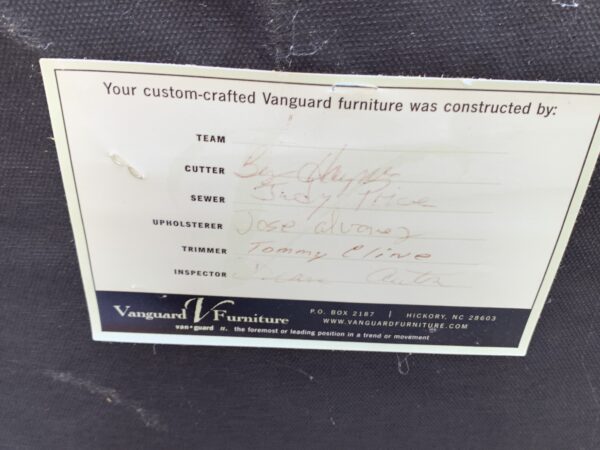 Your custom-crafted Vanguard furniture was constructed by:
TEAM
CUTTER
SEWER Judy Price
UPHOLSTERER Jose alvarez
TRIMMER Tommy Cline
INSPECTOR
Vanguard Furniture
P.O. BOX 2187 | HICKORY, NC 28603
WWW.VANGUARDFURNITURE.COM
van•guard n. the foremost or leading position in a trend or movement